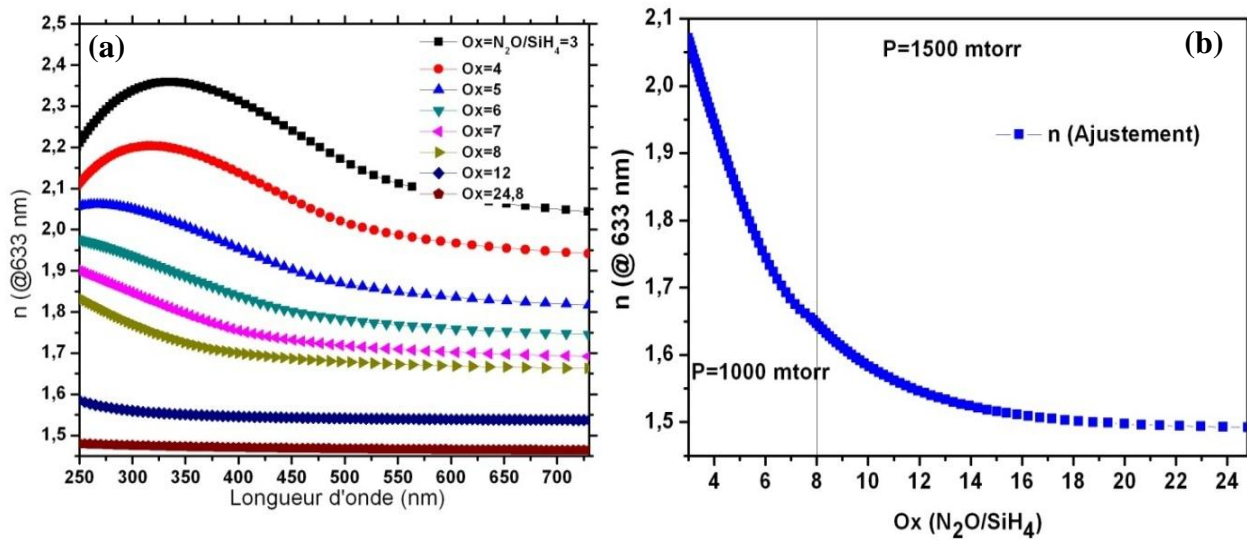 (a)
2,5
2,4
2,3
2,2
2,1
2,0
1,9
1,8
1,7
1,6
1,5
n (@633 nm)
Ox=N₂O/SiH₄=3
Ox=4
Ox=5
Ox=6
Ox=7
Ox=8
Ox=12
Ox=24,8
250 300 350 400 450 500 550 600 650 700
Longueur d'onde (nm)
(b)
2,1
2,0
1,9
1,8
1,7
1,6
1,5
n (@ 633 nm)
P=1500 mtorr
n (Ajustement)
P=1000 mtorr
4 6 8 10 12 14 16 18 20 22 24
Ox (N₂O/SiH₄)